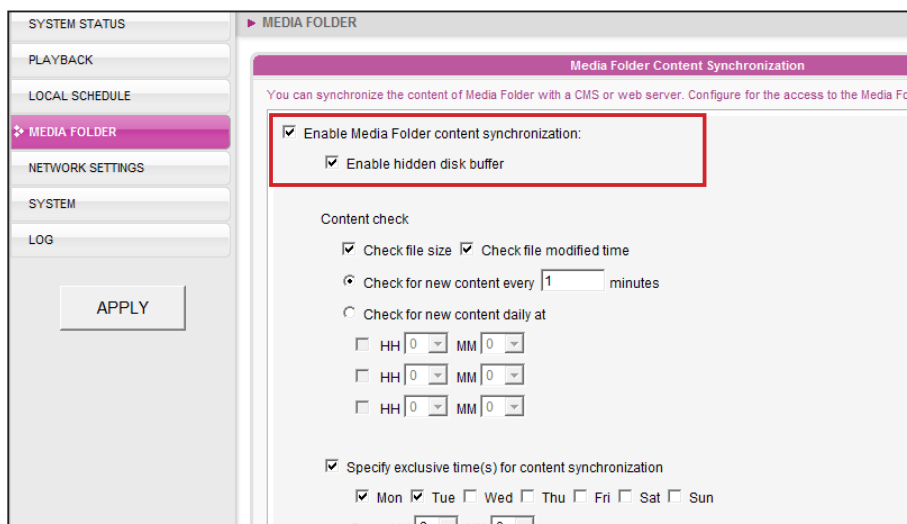 SYSTEM STATUS
PLAYBACK
LOCAL SCHEDULE
MEDIA FOLDER
NETWORK SETTINGS
SYSTEM
LOG
APPLY
MEDIA FOLDER
Media Folder Content Synchronization
You can synchronize the content of Media Folder with a CMS or web server. Configure for the access to the Media Fo
Enable Media Folder content synchronization:
Enable hidden disk buffer
Content check
Check file size Check file modified time
Check for new content every 1 minutes
Check for new content daily at
HH 0 MM 0
HH 0 MM 0
HH 0 MM 0
Specify exclusive time(s) for content synchronization
Mon Tue Wed Thu Fri Sat Sun